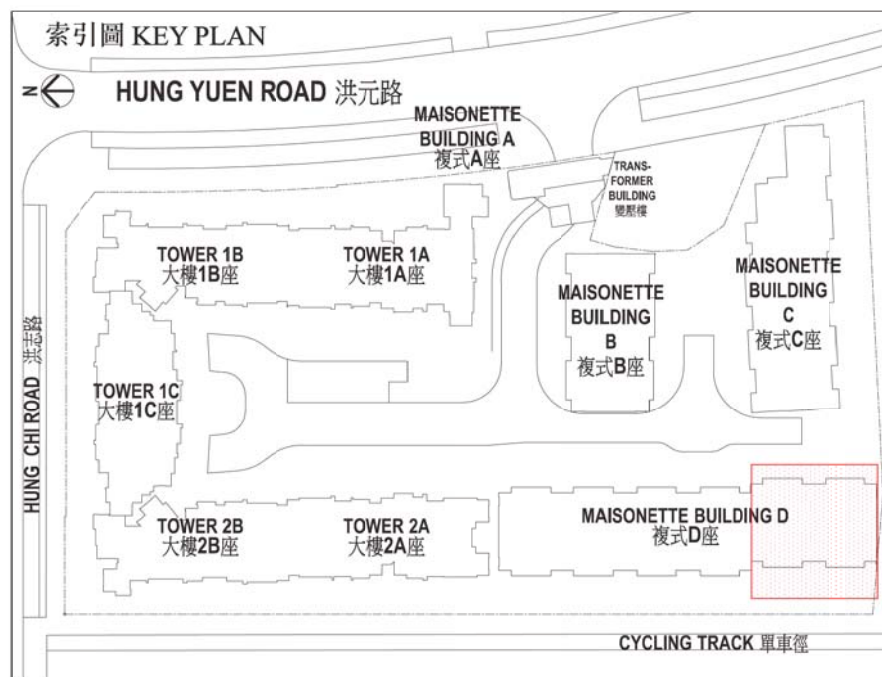 索引圖 KEY PLAN
N
HUNG YUEN ROAD 洪元路
MAISONETTE
BUILDING A
複式A座
TRANS-
FORMER
BUILDING
變壓樓
TOWER 1B
大樓1B座
TOWER 1A
大樓1A座
MAISONETTE
BUILDING
B
複式B座
MAISONETTE
BUILDING
C
複式C座
TOWER 1C
大樓1C座
HUNG CHI ROAD 洪志路
TOWER 2B
大樓2B座
TOWER 2A
大樓2A座
MAISONETTE BUILDING D
複式D座
CYCLING TRACK 單車徑